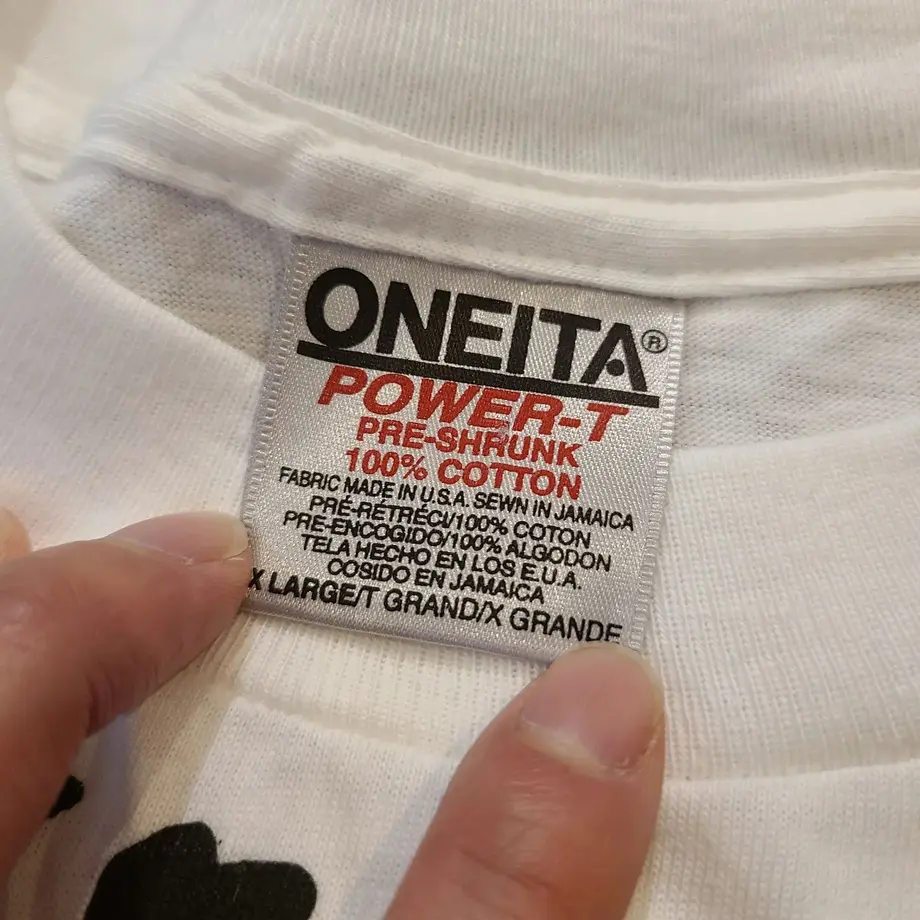 ONEITA®
POWER-T
PRE-SHRUNK
100% COTTON
FABRIC MADE IN U.S.A. SEWN IN JAMAICA
PRÉ-RÉTRÉCI/100% COTON
PRE-ENCOGIDO/100% ALGODON
TELA HECHO EN LOS E.U.A.
COSIDO EN JAMAICA
X LARGE/T GRAND/X GRANDE